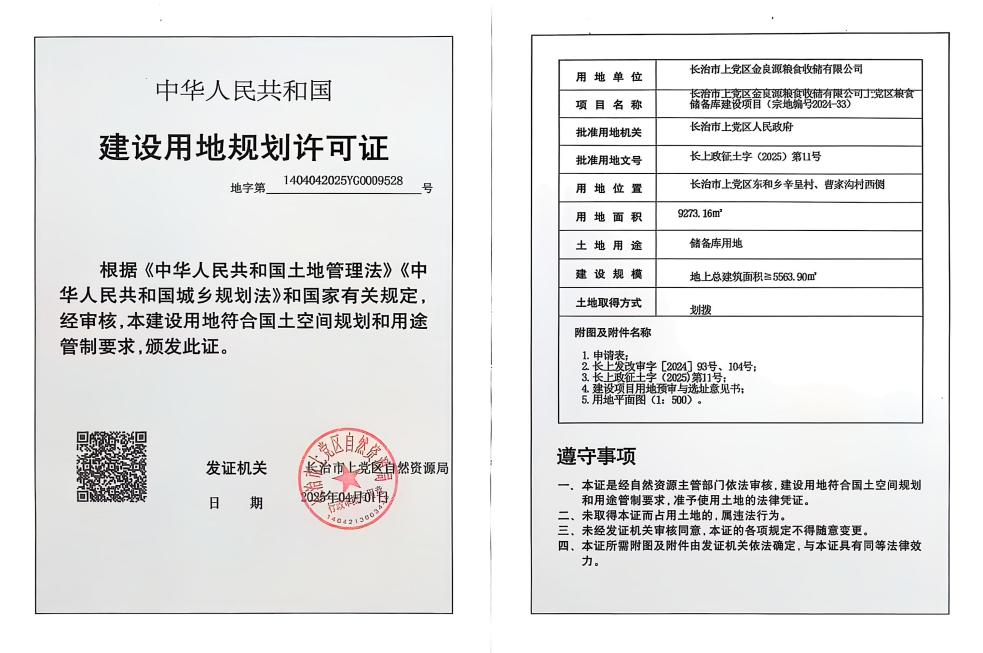 中华人民共和国
建设用地规划许可证
地字第 1404042025YG0009528 号
根据《中华人民共和国土地管理法》《中
华人民共和国城乡规划法》和国家有关规定,
经审核,本建设用地符合国土空间规划和用途
管制要求,颁发此证。
发证机关 长治市上党区自然资源局
日 期 2025年04月01日
长治市上党区自然资源局
用地单位 长治市上党区金良源粮食收储有限公司
项目名称 长治市上党区金良源粮食收储有限公司上党区粮食
储备库建设项目(宗地编号2024-33)
批准用地机关 长治市上党区人民政府
批准用地文号 长上政征土字(2025)第11号
用地位置 长治市上党区东和乡辛呈村、曹家沟村西侧
用地面积 9273.16㎡
土地用途 储备库用地
建设规模 地上总建筑面积≧5563.90㎡
土地取得方式 划拨
附图及附件名称
1. 申请表;
2. 长上发改审字[2024] 93号、104号;
3. 长上政征土字(2025)第11号;
4. 建设项目用地预审与选址意见书;
5. 用地平面图(1: 500)。
遵守事项
一、本证是经自然资源主管部门依法审核,建设用地符合国土空间规划
和用途管制要求,准予使用土地的法律凭证。
二、未取得本证而占用土地的,属违法行为。
三、未经发证机关审核同意,本证的各项规定不得随意变更。
四、本证所需附图及附件由发证机关依法确定,与本证具有同等法律效
力。